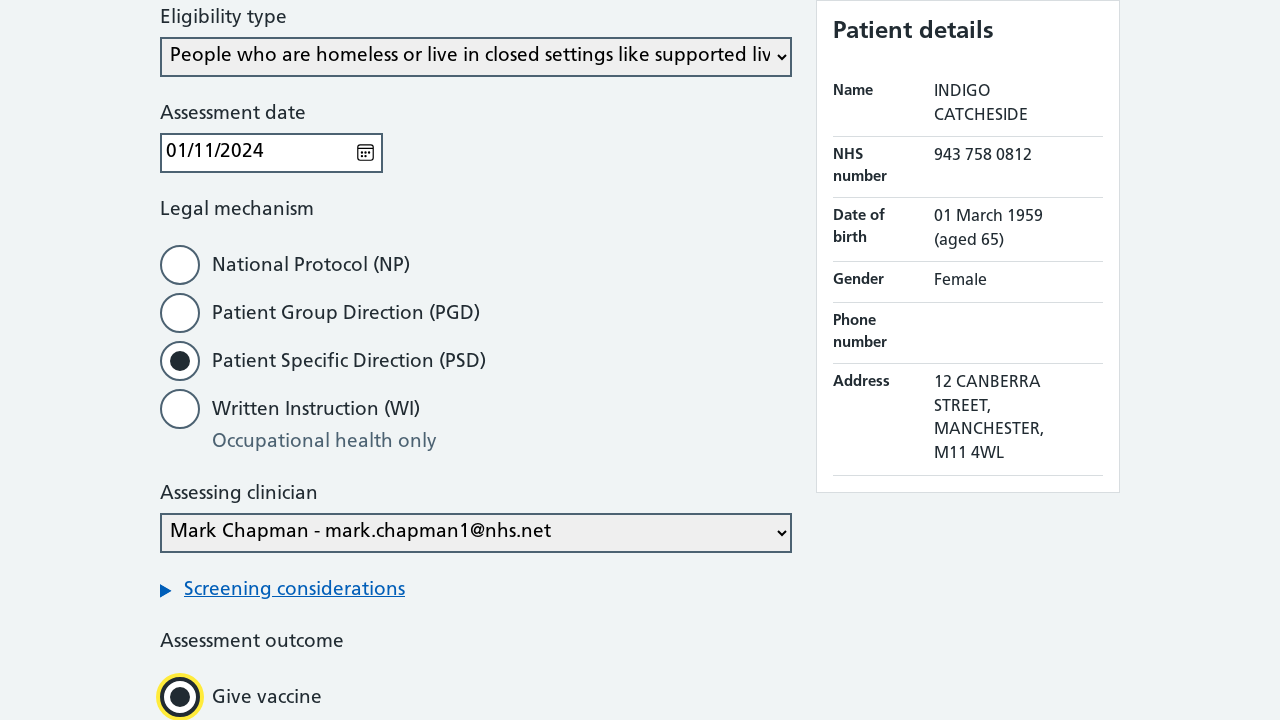 Eligibility type
People who are homeless or live in closed settings like supported liv
Assessment date
01/11/2024
Legal mechanism
National Protocol (NP)
Patient Group Direction (PGD)
Patient Specific Direction (PSD)
Written Instruction (WI)
Occupational health only
Assessing clinician
Mark Chapman - mark.chapman1@nhs.net
Screening considerations
Assessment outcome
Give vaccine
Patient details
Name INDIGO
CATCHESIDE
NHS 943 758 0812
number
Date of 01 March 1959
birth (aged 65)
Gender Female
Phone
number
Address 12 CANBERRA
STREET,
MANCHESTER,
M11 4WL